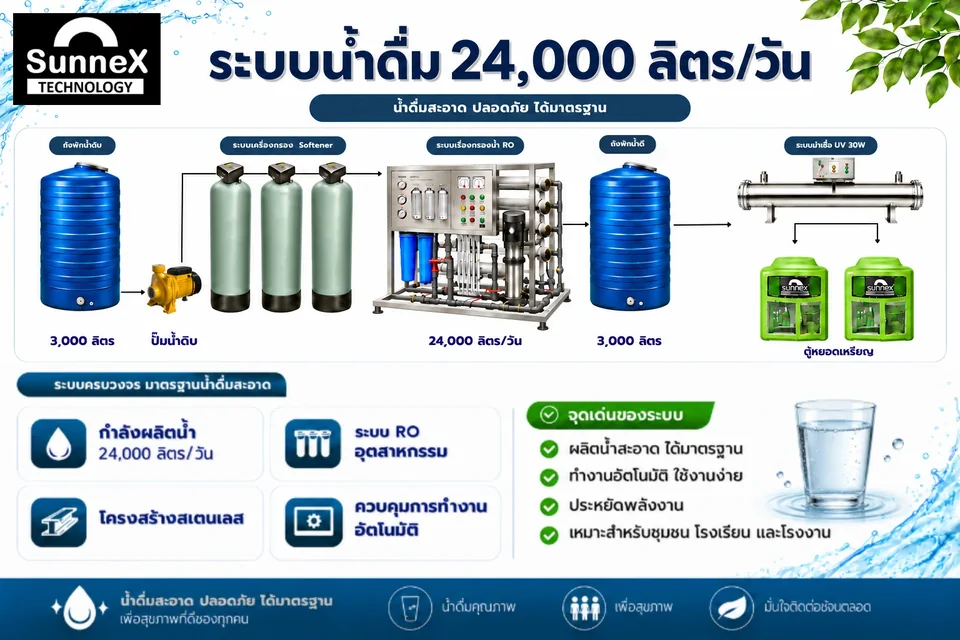 SunneX
TECHNOLOGY
ระบบน้ำดื่ม 24,000 ลิตร/วัน
น้ำดื่มสะอาด ปลอดภัย ได้มาตรฐาน
ถังพักน้ำดิบ
ระบบเครื่องกรอง Softener
ระบบเรื่องกรองน้ำ RO
ถังพักน้ำดี
ระบบฆ่าเชื้อ UV 30W
sunnex
sunnex
3,000 ลิตร
ปั๊มน้ำดิบ
24,000 ลิตร/วัน
3,000 ลิตร
ตู้หยอดเหรียญ
ระบบครบวงจร มาตรฐานน้ำดื่มสะอาด
กำลังผลิตน้ำ
24,000 ลิตร/วัน
ระบบ RO
อุตสาหกรรม
โครงสร้างสเตนเลส
ควบคุมการทำงาน
อัตโนมัติ
จุดเด่นของระบบ
ผลิตน้ำสะอาด ได้มาตรฐาน
ทำงานอัตโนมัติ ใช้งานง่าย
ประหยัดพลังงาน
เหมาะสำหรับชุมชน โรงเรียน และโรงงาน
น้ำดื่มสะอาด ปลอดภัย ได้มาตรฐาน
เพื่อสุขภาพที่ดีของทุกคน
น้ำดื่มคุณภาพ
เพื่อสุขภาพ
มั่นใจติดต่อช้อบตลอด